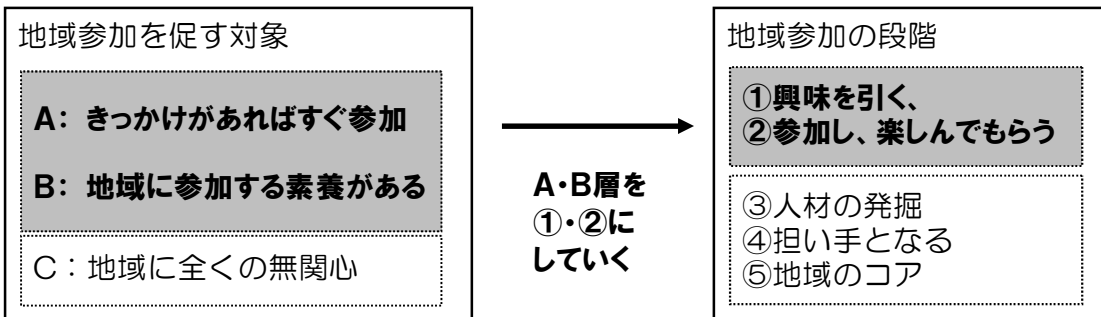 地域参加を促す対象
A： きっかけがあればすぐ参加
B： 地域に参加する素養がある
C：地域に全くの無関心
A・B層を
①・②に
していく
地域参加の段階
①興味を引く、
②参加し、楽しんでもらう
③人材の発掘
④担い手となる
⑤地域のコア